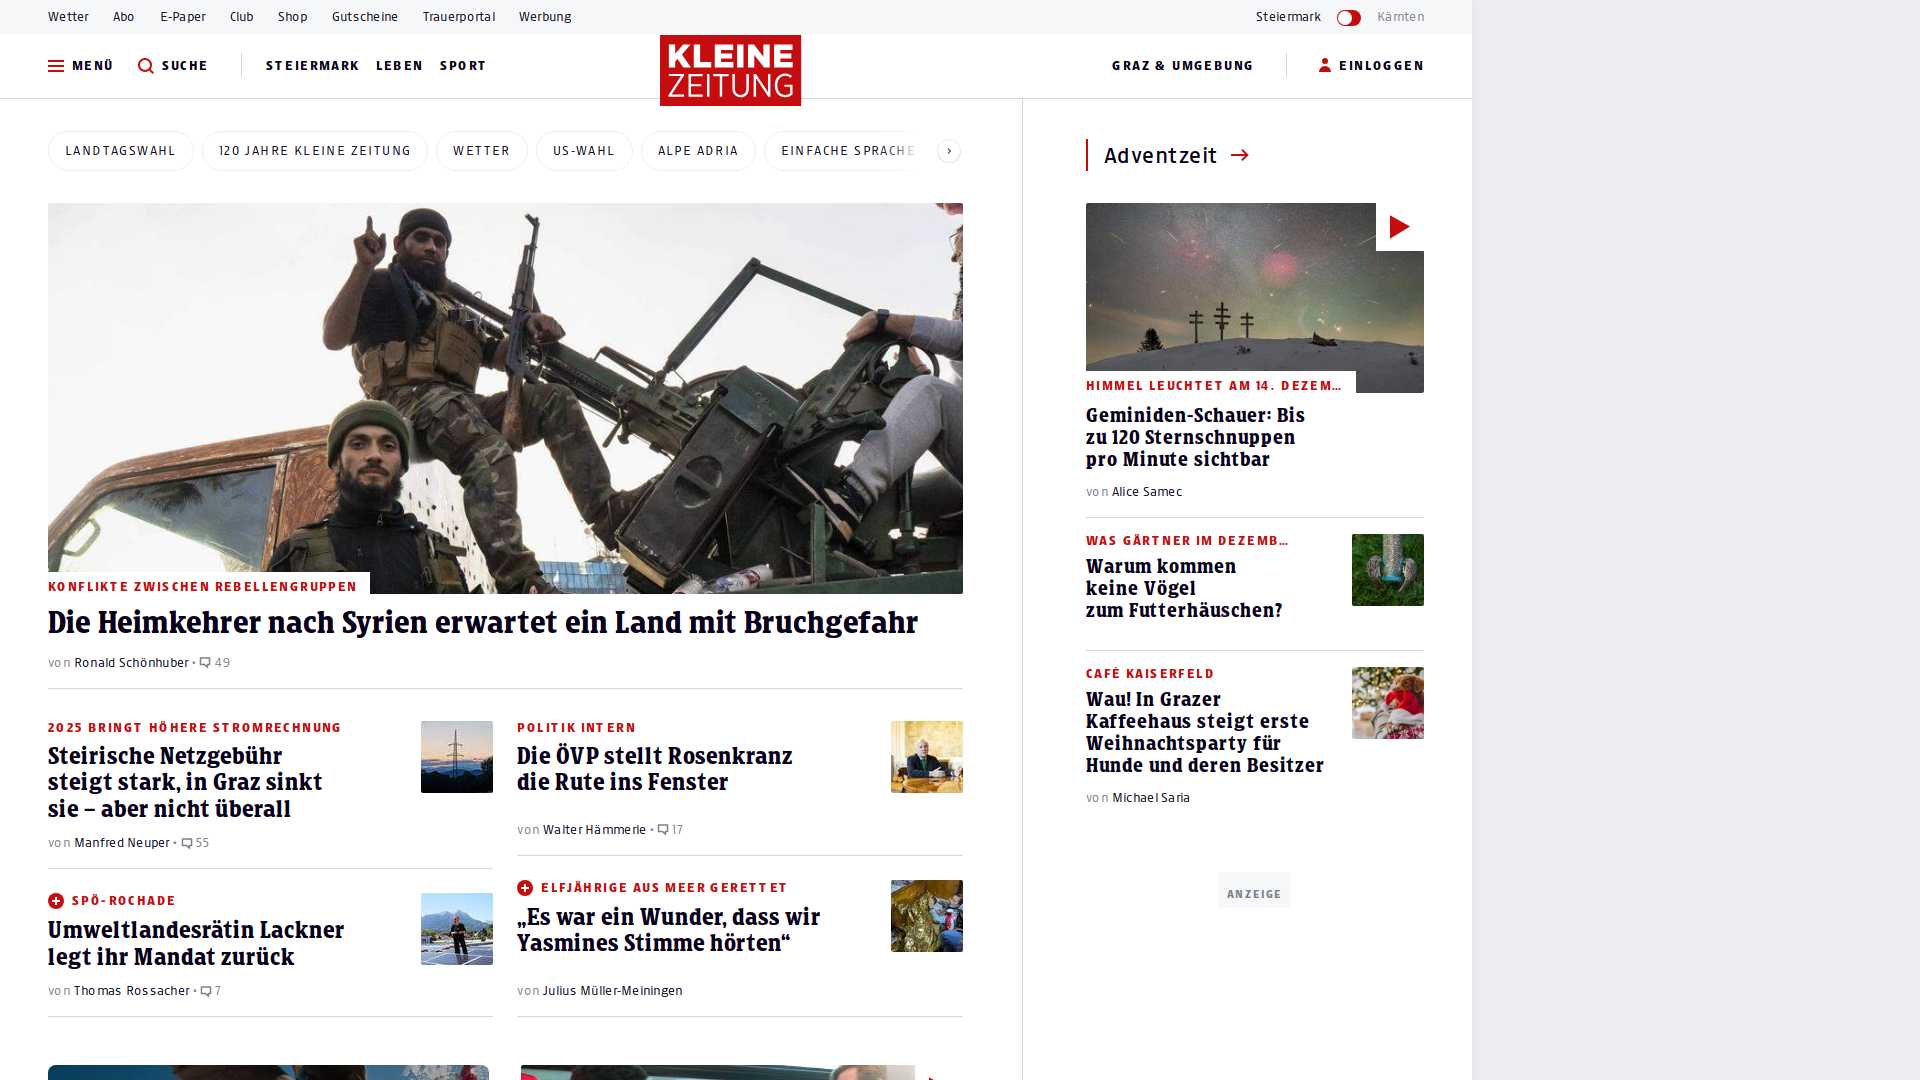 Wetter Abo E-Paper Club Shop Gutscheine Trauerportal Werbung Steiermark Kärnten
MENÜ SUCHE STEIERMARK LEBEN SPORT KLEINE ZEITUNG GRAZ & UMGEBUNG EINLOGGEN
LANDTAGSWAHL 120 JAHRE KLEINE ZEITUNG WETTER US-WAHL ALPE ADRIA EINFACHE SPRACHE
KONFLIKTE ZWISCHEN REBELLENGRUPPEN
Die Heimkehrer nach Syrien erwartet ein Land mit Bruchgefahr
von Ronald Schönhuber • 49
2025 BRINGT HÖHERE STROMRECHNUNG
Steirische Netzgebühr
steigt stark, in Graz sinkt
sie – aber nicht überall
von Manfred Neuper • 55
SPÖ-ROCHADE
Umweltlandesrätin Lackner
legt ihr Mandat zurück
von Thomas Rossacher • 7
POLITIK INTERN
Die ÖVP stellt Rosenkranz
die Rute ins Fenster
von Walter Hämmerle • 17
ELFJÄHRIGE AUS MEER GERETTET
„Es war ein Wunder, dass wir
Yasmines Stimme hörten“
von Julius Müller-Meiningen
Adventzeit
HIMMEL LEUCHTET AM 14. DEZEM…
Geminiden-Schauer: Bis
zu 120 Sternschnuppen
pro Minute sichtbar
von Alice Samec
WAS GÄRTNER IM DEZEMB…
Warum kommen
keine Vögel
zum Futterhäuschen?
CAFÉ KAISERFELD
Wau! In Grazer
Kaffeehaus steigt erste
Weihnachtsparty für
Hunde und deren Besitzer
von Michael Saria
ANZEIGE